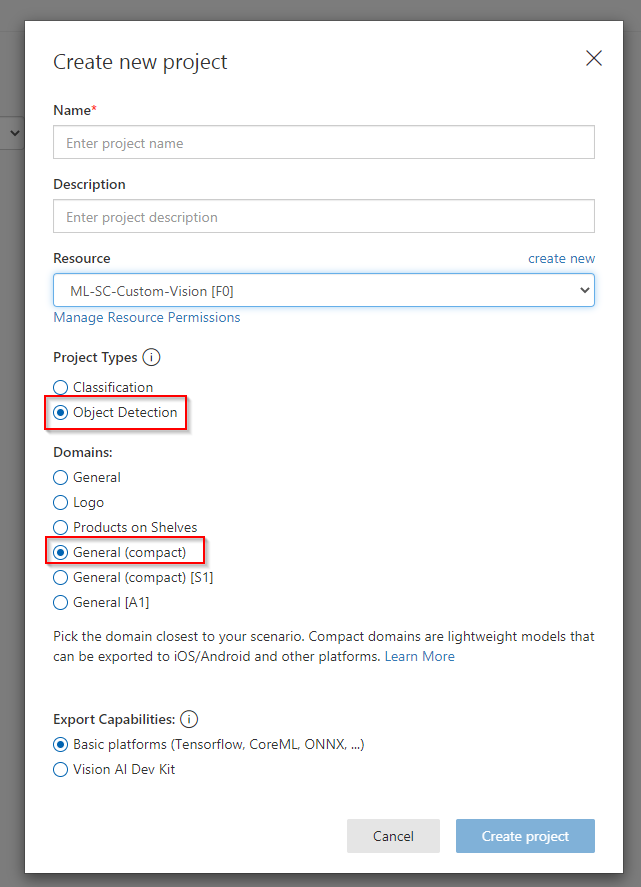 Create new project
Name*
Enter project name
Description
Enter project description
Resource create new
ML-SC-Custom-Vision [F0]
Manage Resource Permissions
Project Types i
Classification
Object Detection
Domains:
General
Logo
Products on Shelves
General (compact)
General (compact) [S1]
General [A1]
Pick the domain closest to your scenario. Compact domains are lightweight models that
can be exported to iOS/Android and other platforms. Learn More
Export Capabilities: i
Basic platforms (Tensorflow, CoreML, ONNX, ...)
Vision AI Dev Kit
Cancel Create project